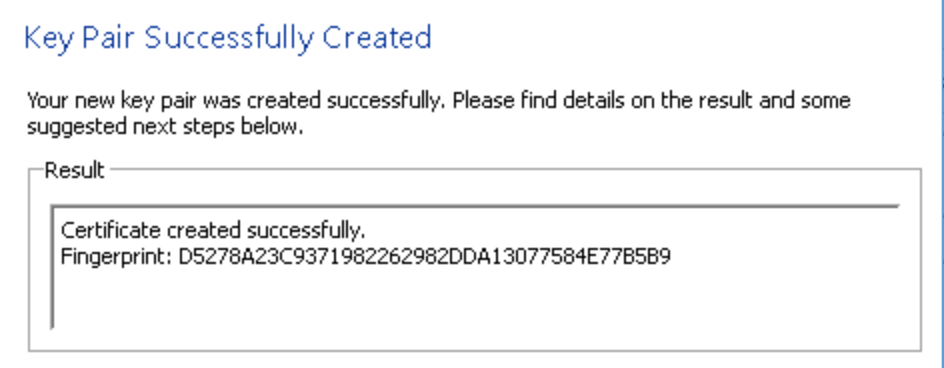 Key Pair Successfully Created
Your new key pair was created successfully. Please find details on the result and some
suggested next steps below.
Result
Certificate created successfully.
Fingerprint: D5278A23C9371982262982DDA13077584E77B5B9